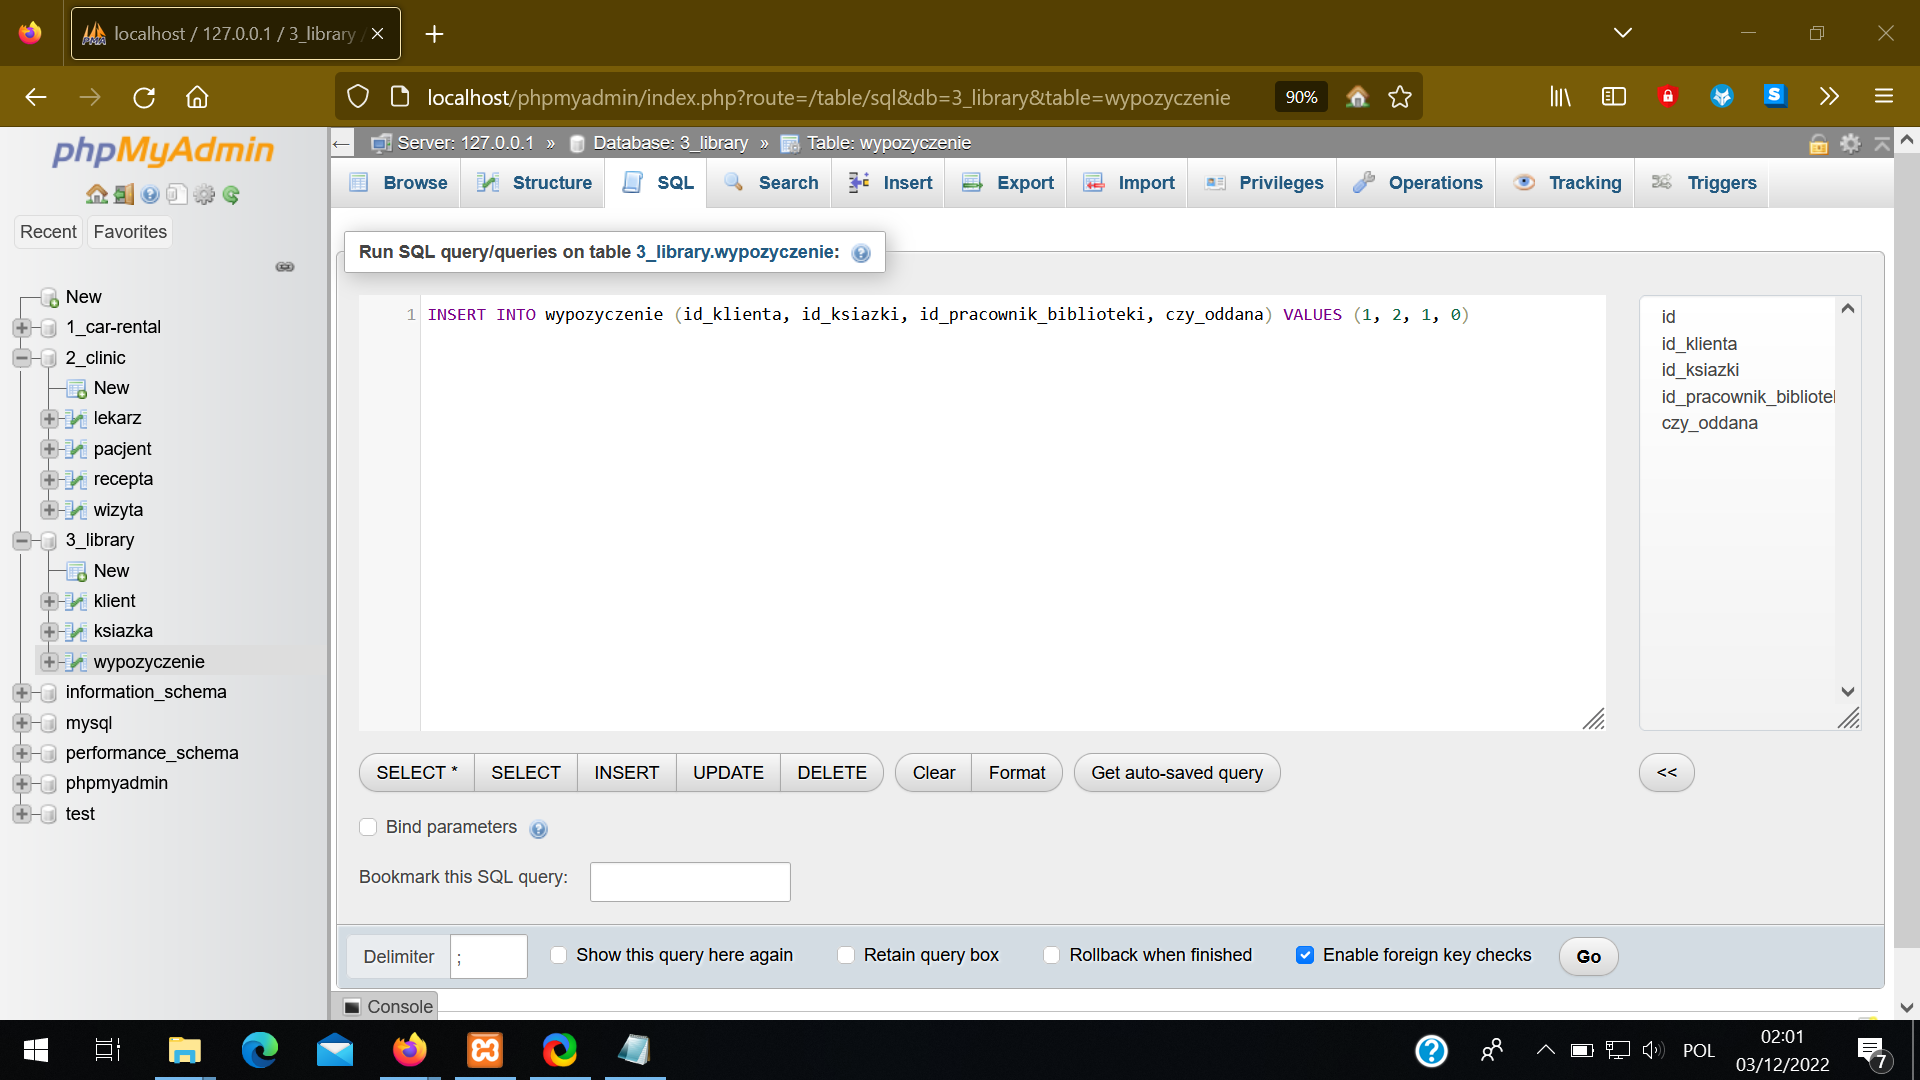 localhost / 127.0.0.1 / 3_library /
localhost/phpmyadmin/index.php?route=/table/sql&db=3_library&table=wypozyczenie
90%
phpMyAdmin
Recent
Favorites
New
1_car-rental
2_clinic
New
lekarz
pacjent
recepta
wizyta
3_library
New
klient
ksiazka
wypozyczenie
information_schema
mysql
performance_schema
phpmyadmin
test
Server: 127.0.0.1 » Database: 3_library » Table: wypozyczenie
Browse
Structure
SQL
Search
Insert
Export
Import
Privileges
Operations
Tracking
Triggers
Run SQL query/queries on table 3_library.wypozyczenie:
1 INSERT INTO wypozyczenie (id_klienta, id_ksiazki, id_pracownik_biblioteki, czy_oddana) VALUES (1, 2, 1, 0)
id
id_klienta
id_ksiazki
id_pracownik_bibliotel
czy_oddana
SELECT *
SELECT
INSERT
UPDATE
DELETE
Clear
Format
Get auto-saved query
<<
Bind parameters
Bookmark this SQL query:
Delimiter
;
Show this query here again
Retain query box
Rollback when finished
Enable foreign key checks
Go
Console
POL
02:01
03/12/2022
7